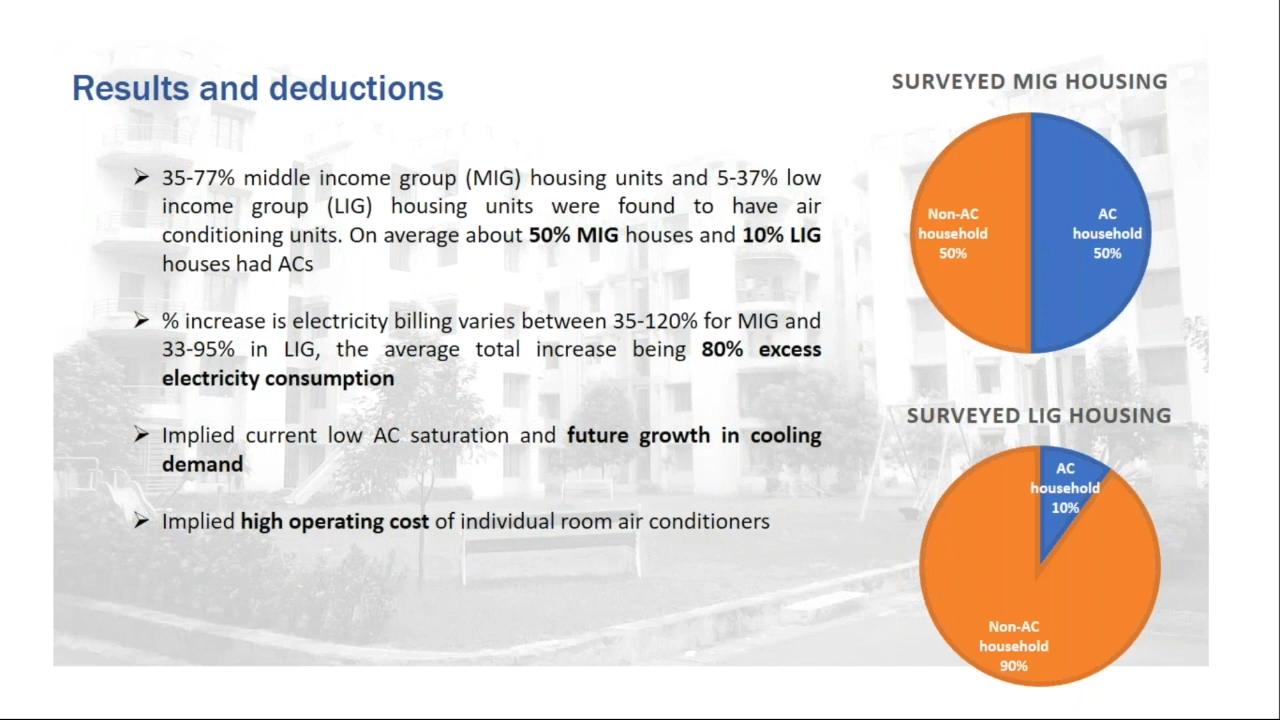 Results and deductions
35-77% middle income group (MIG) housing units and 5-37% low
income group (LIG) housing units were found to have air
conditioning units. On average about 50% MIG houses and 10% LIG
houses had ACs
% increase is electricity billing varies between 35-120% for MIG and
33-95% in LIG, the average total increase being 80% excess
electricity consumption
Implied current low AC saturation and future growth in cooling
demand
Implied high operating cost of individual room air conditioners
SURVEYED MIG HOUSING
Non-AC
household
50%
AC
household
50%
SURVEYED LIG HOUSING
AC
household
10%
Non-AC
household
90%